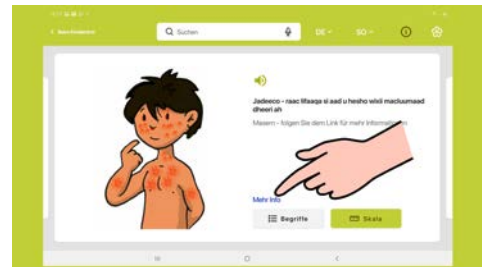 Suchen
DE
SO
Jadeeco - raac lifaaqa si aad u hesho wixii macluumaad
dheeri ah
Masern - folgen Sie dem Link für mehr Informationen
Mehr Info
Begriffe
Skala